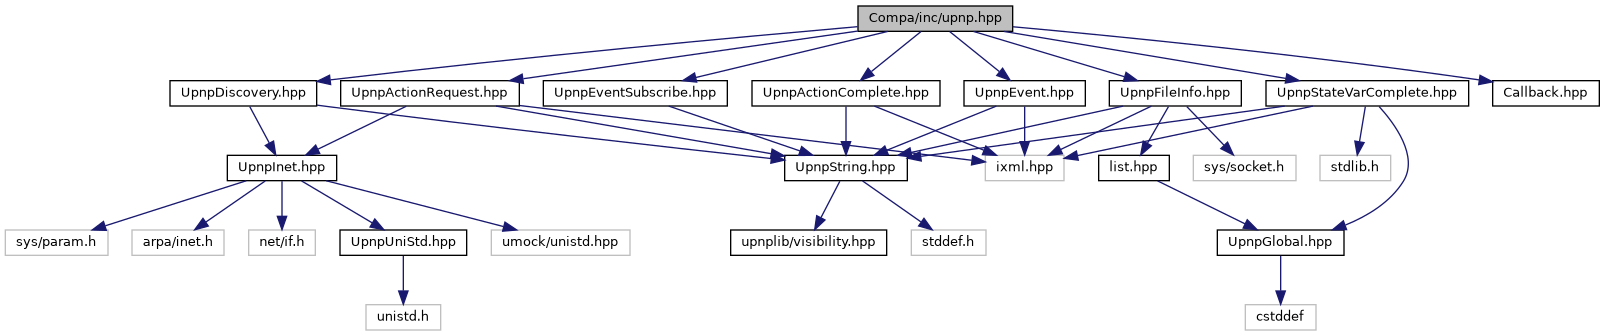 Compa/inc/upnp.hpp
UpnpDiscovery.hpp
UpnpActionRequest.hpp
UpnpEventSubscribe.hpp
UpnpActionComplete.hpp
UpnpEvent.hpp
UpnpFileInfo.hpp
UpnpStateVarComplete.hpp
Callback.hpp
UpnpInet.hpp
UpnpString.hpp
ixml.hpp
list.hpp
sys/socket.h
stdlib.h
sys/param.h
arpa/inet.h
net/if.h
UpnpUniStd.hpp
umock/unistd.hpp
upnplib/visibility.hpp
stddef.h
UpnpGlobal.hpp
unistd.h
cstddef